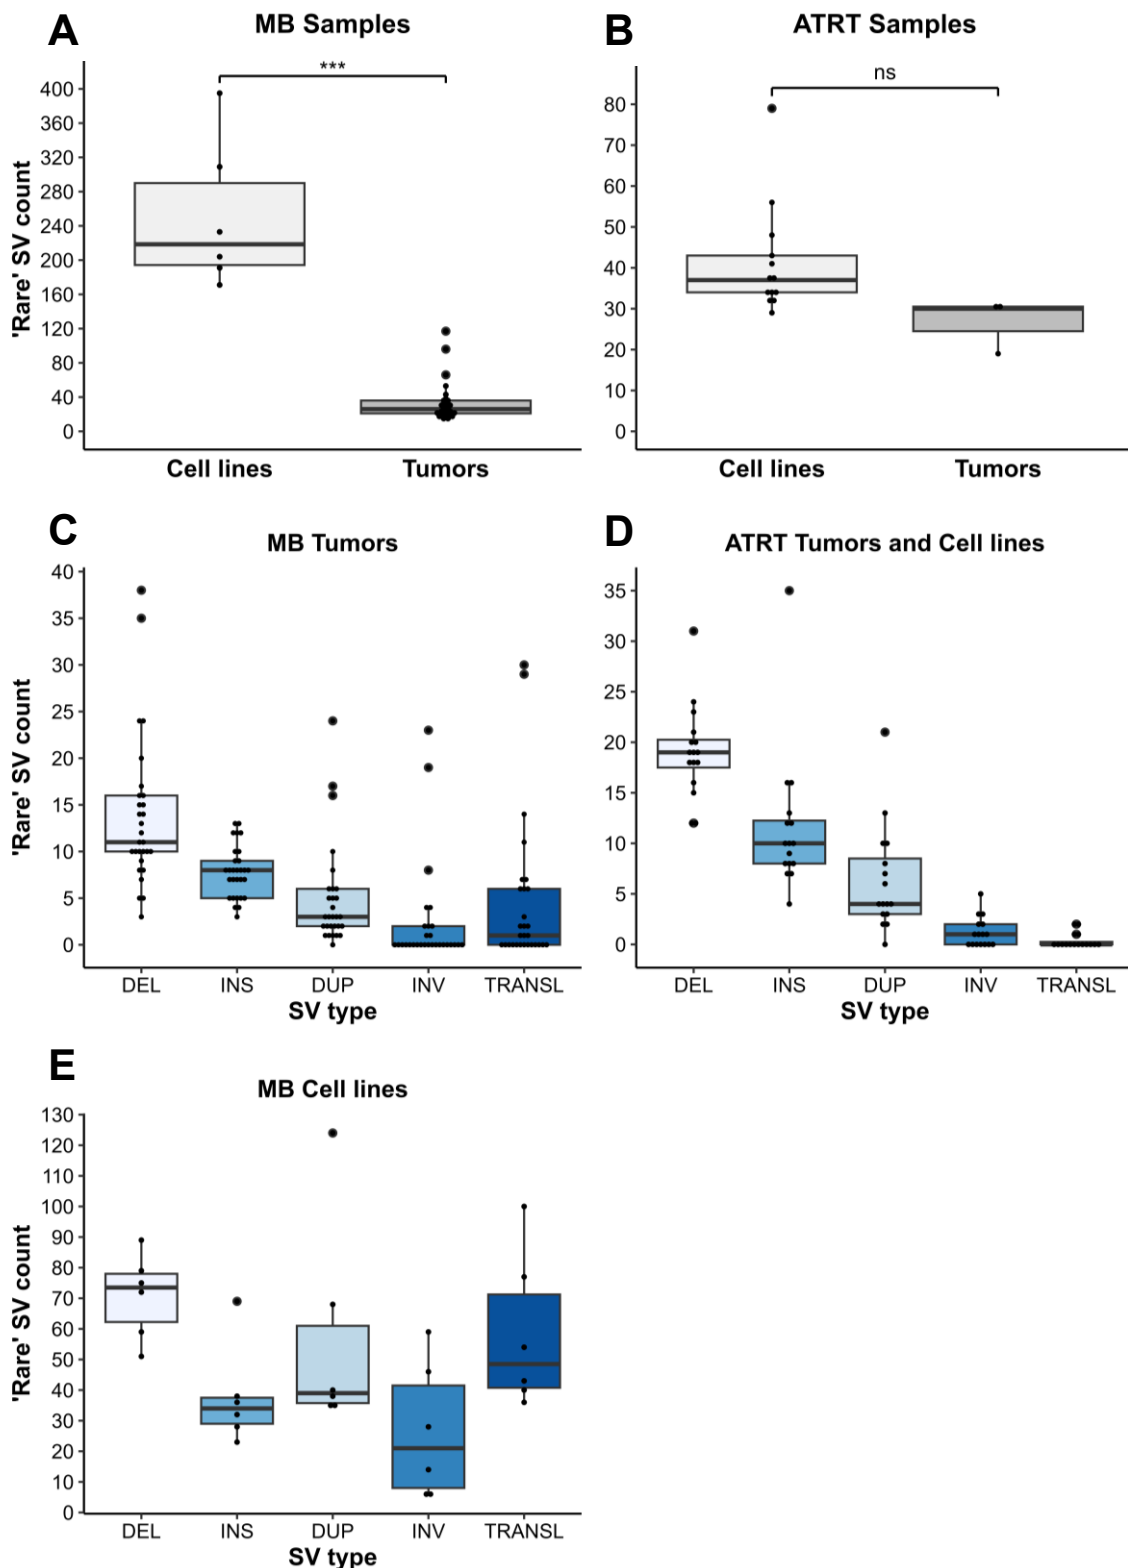 A MB Samples
B ATRT Samples
***
ns
'Rare' SV count
400
360
320
280
240
200
160
120
80
40
0
80
70
60
50
40
30
20
10
0
Cell lines Tumors
Cell lines Tumors
C MB Tumors
D ATRT Tumors and Cell lines
'Rare' SV count
40
35
30
25
20
15
10
5
0
DEL INS DUP INV TRANSL
SV type
'Rare' SV count
35
30
25
20
15
10
5
0
DEL INS DUP INV TRANSL
SV type
E MB Cell lines
'Rare' SV count
130
120
110
100
90
80
70
60
50
40
30
20
10
0
DEL INS DUP INV TRANSL
SV type